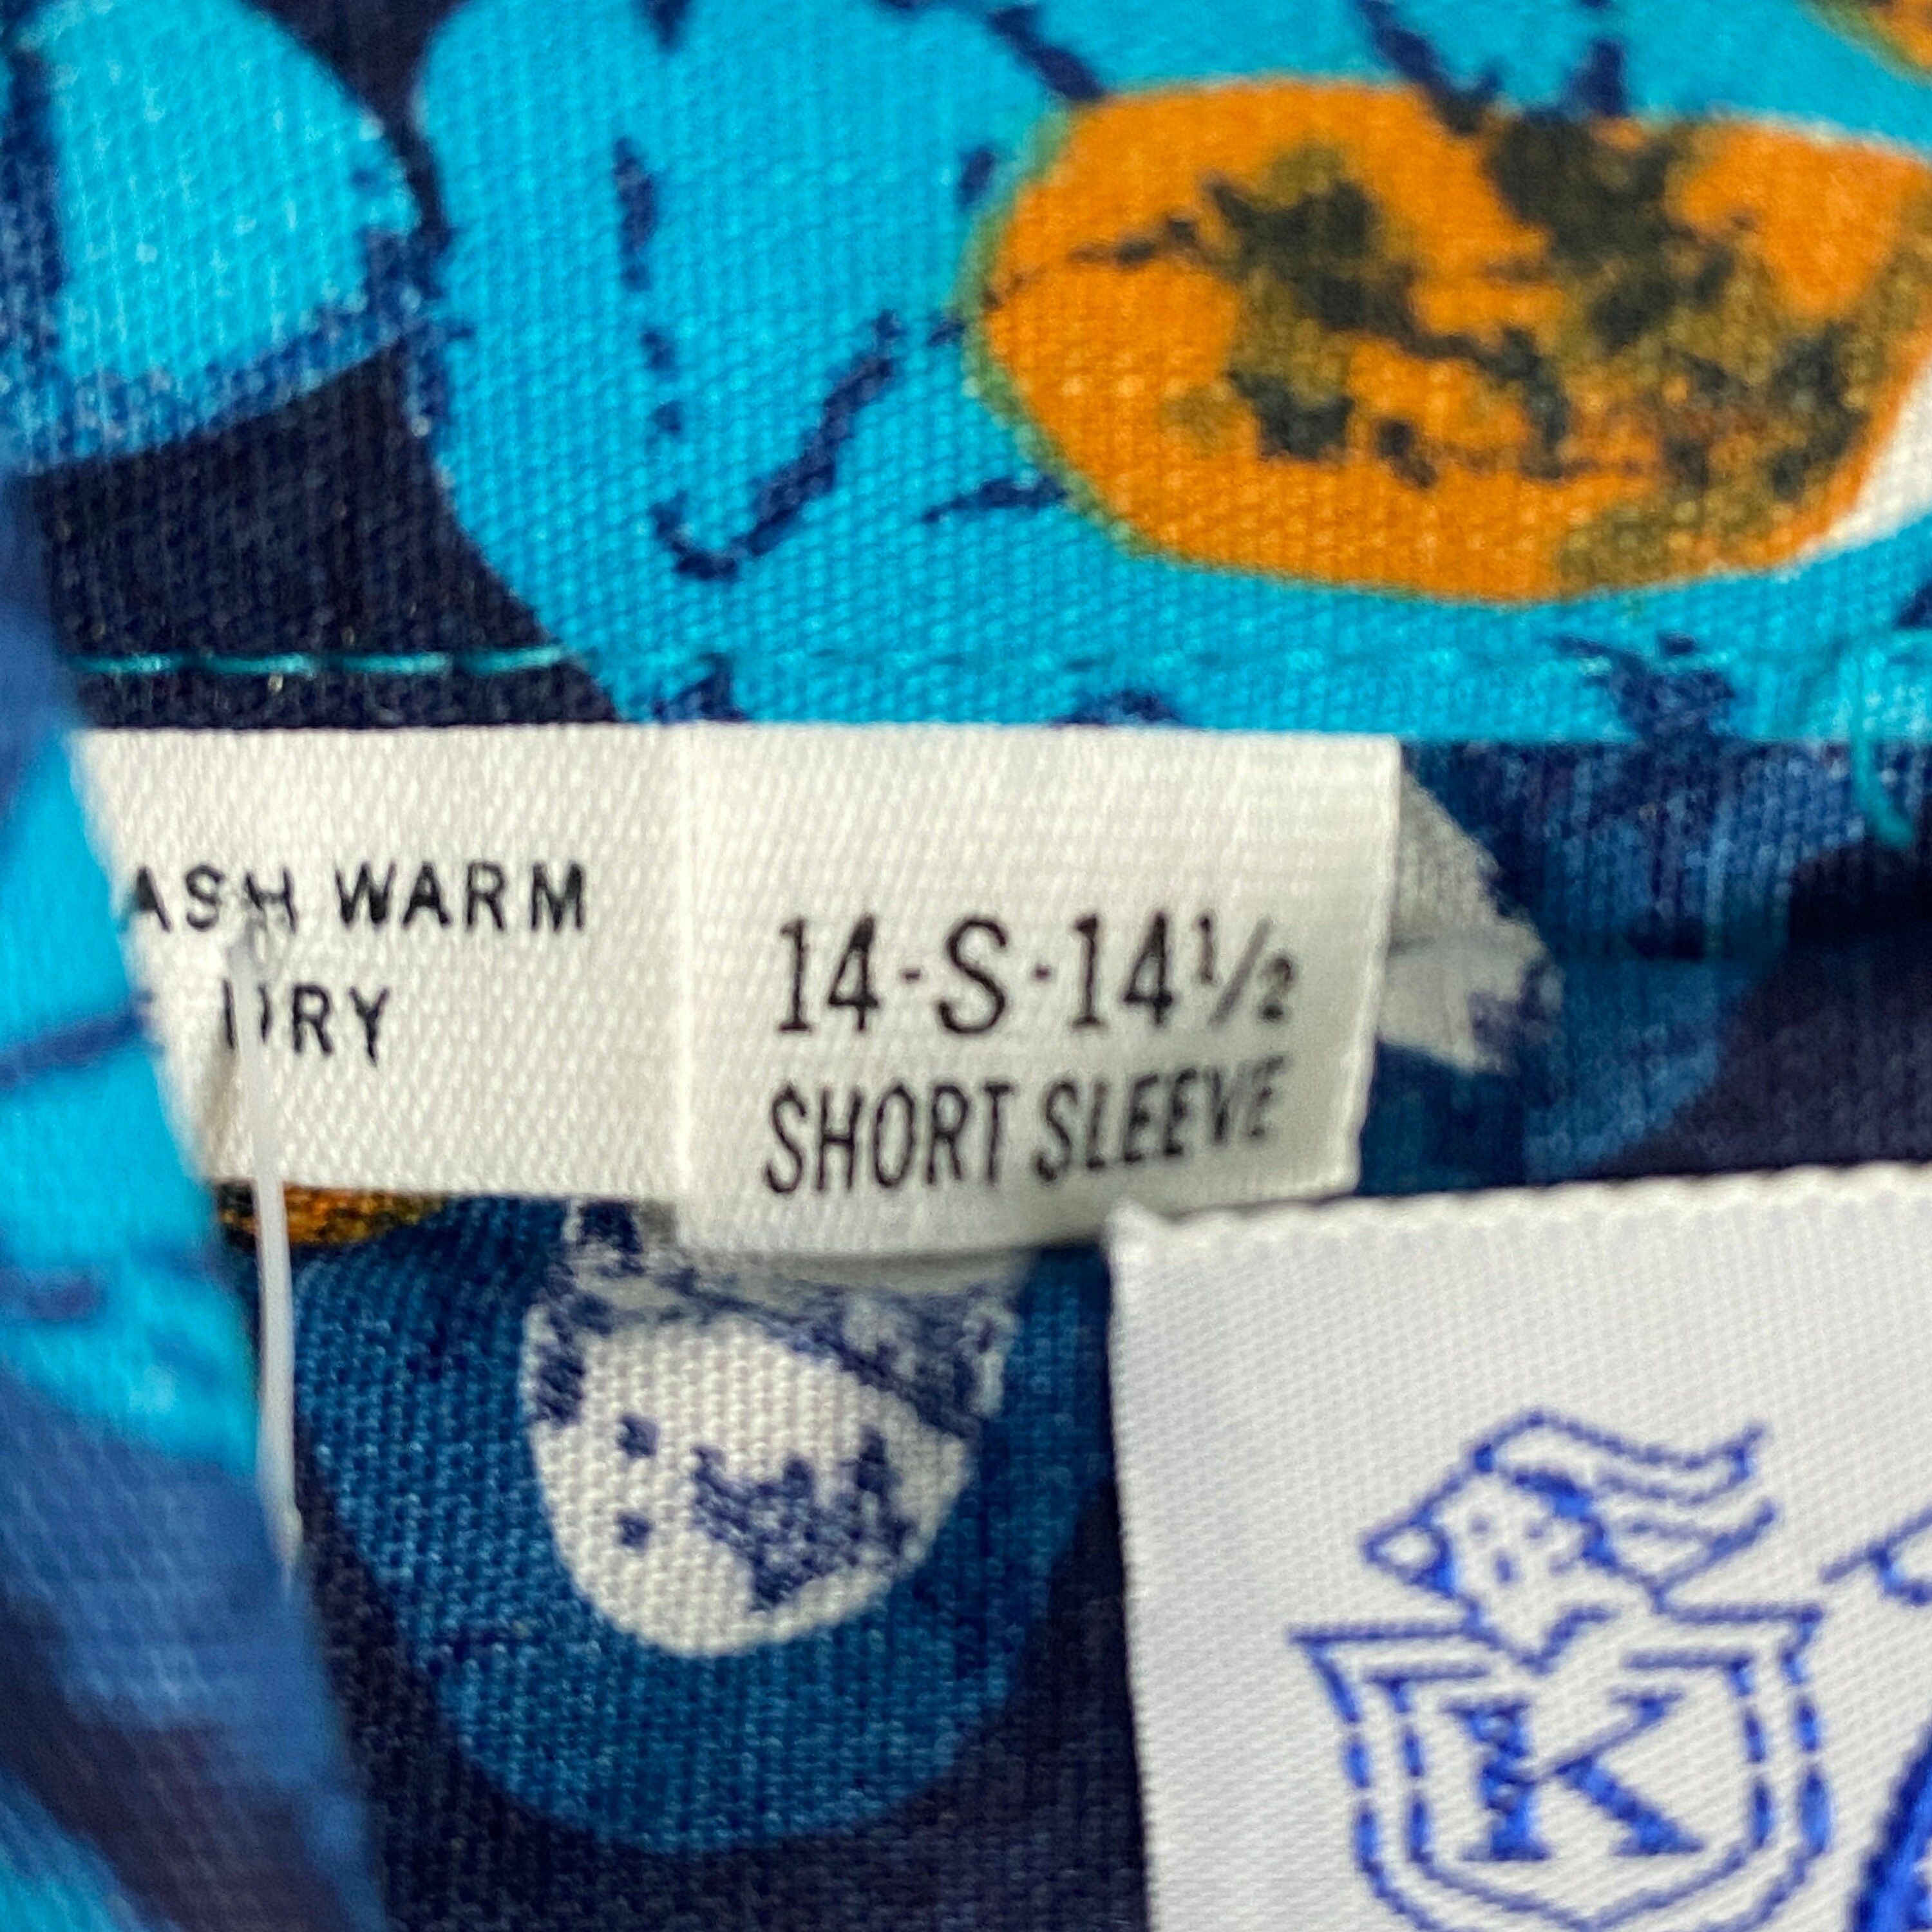 ASH WARM
DRY
14-S-14½
SHORT SLEEVE
K